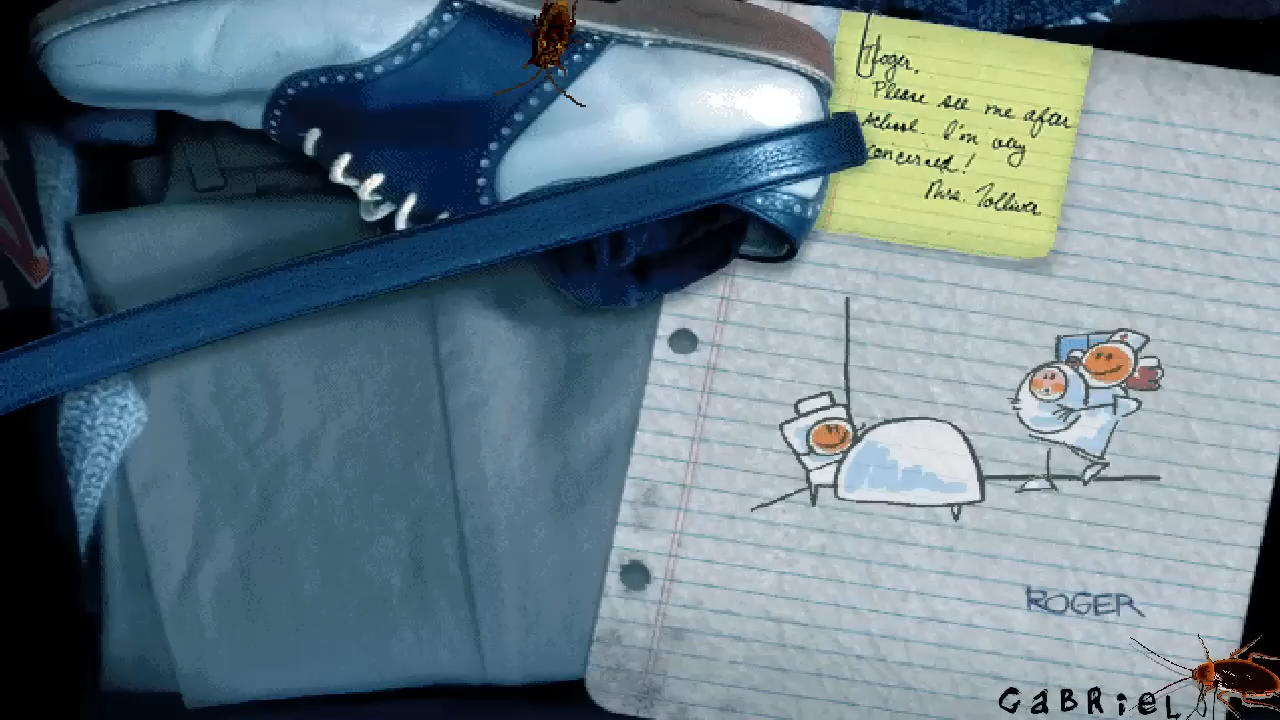 Roger,
Please see me after
school. I'm very
concerned!
Mrs. Tolliver
ROGER
GABRiEL